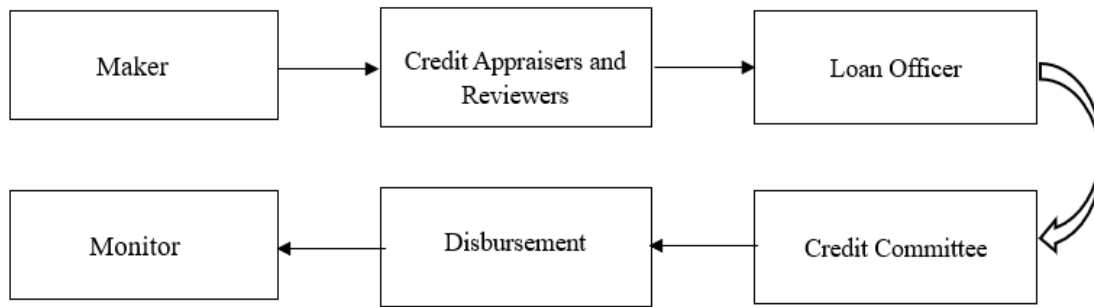 Maker
Credit Appraisers and
Reviewers
Loan Officer
Credit Committee
Disbursement
Monitor